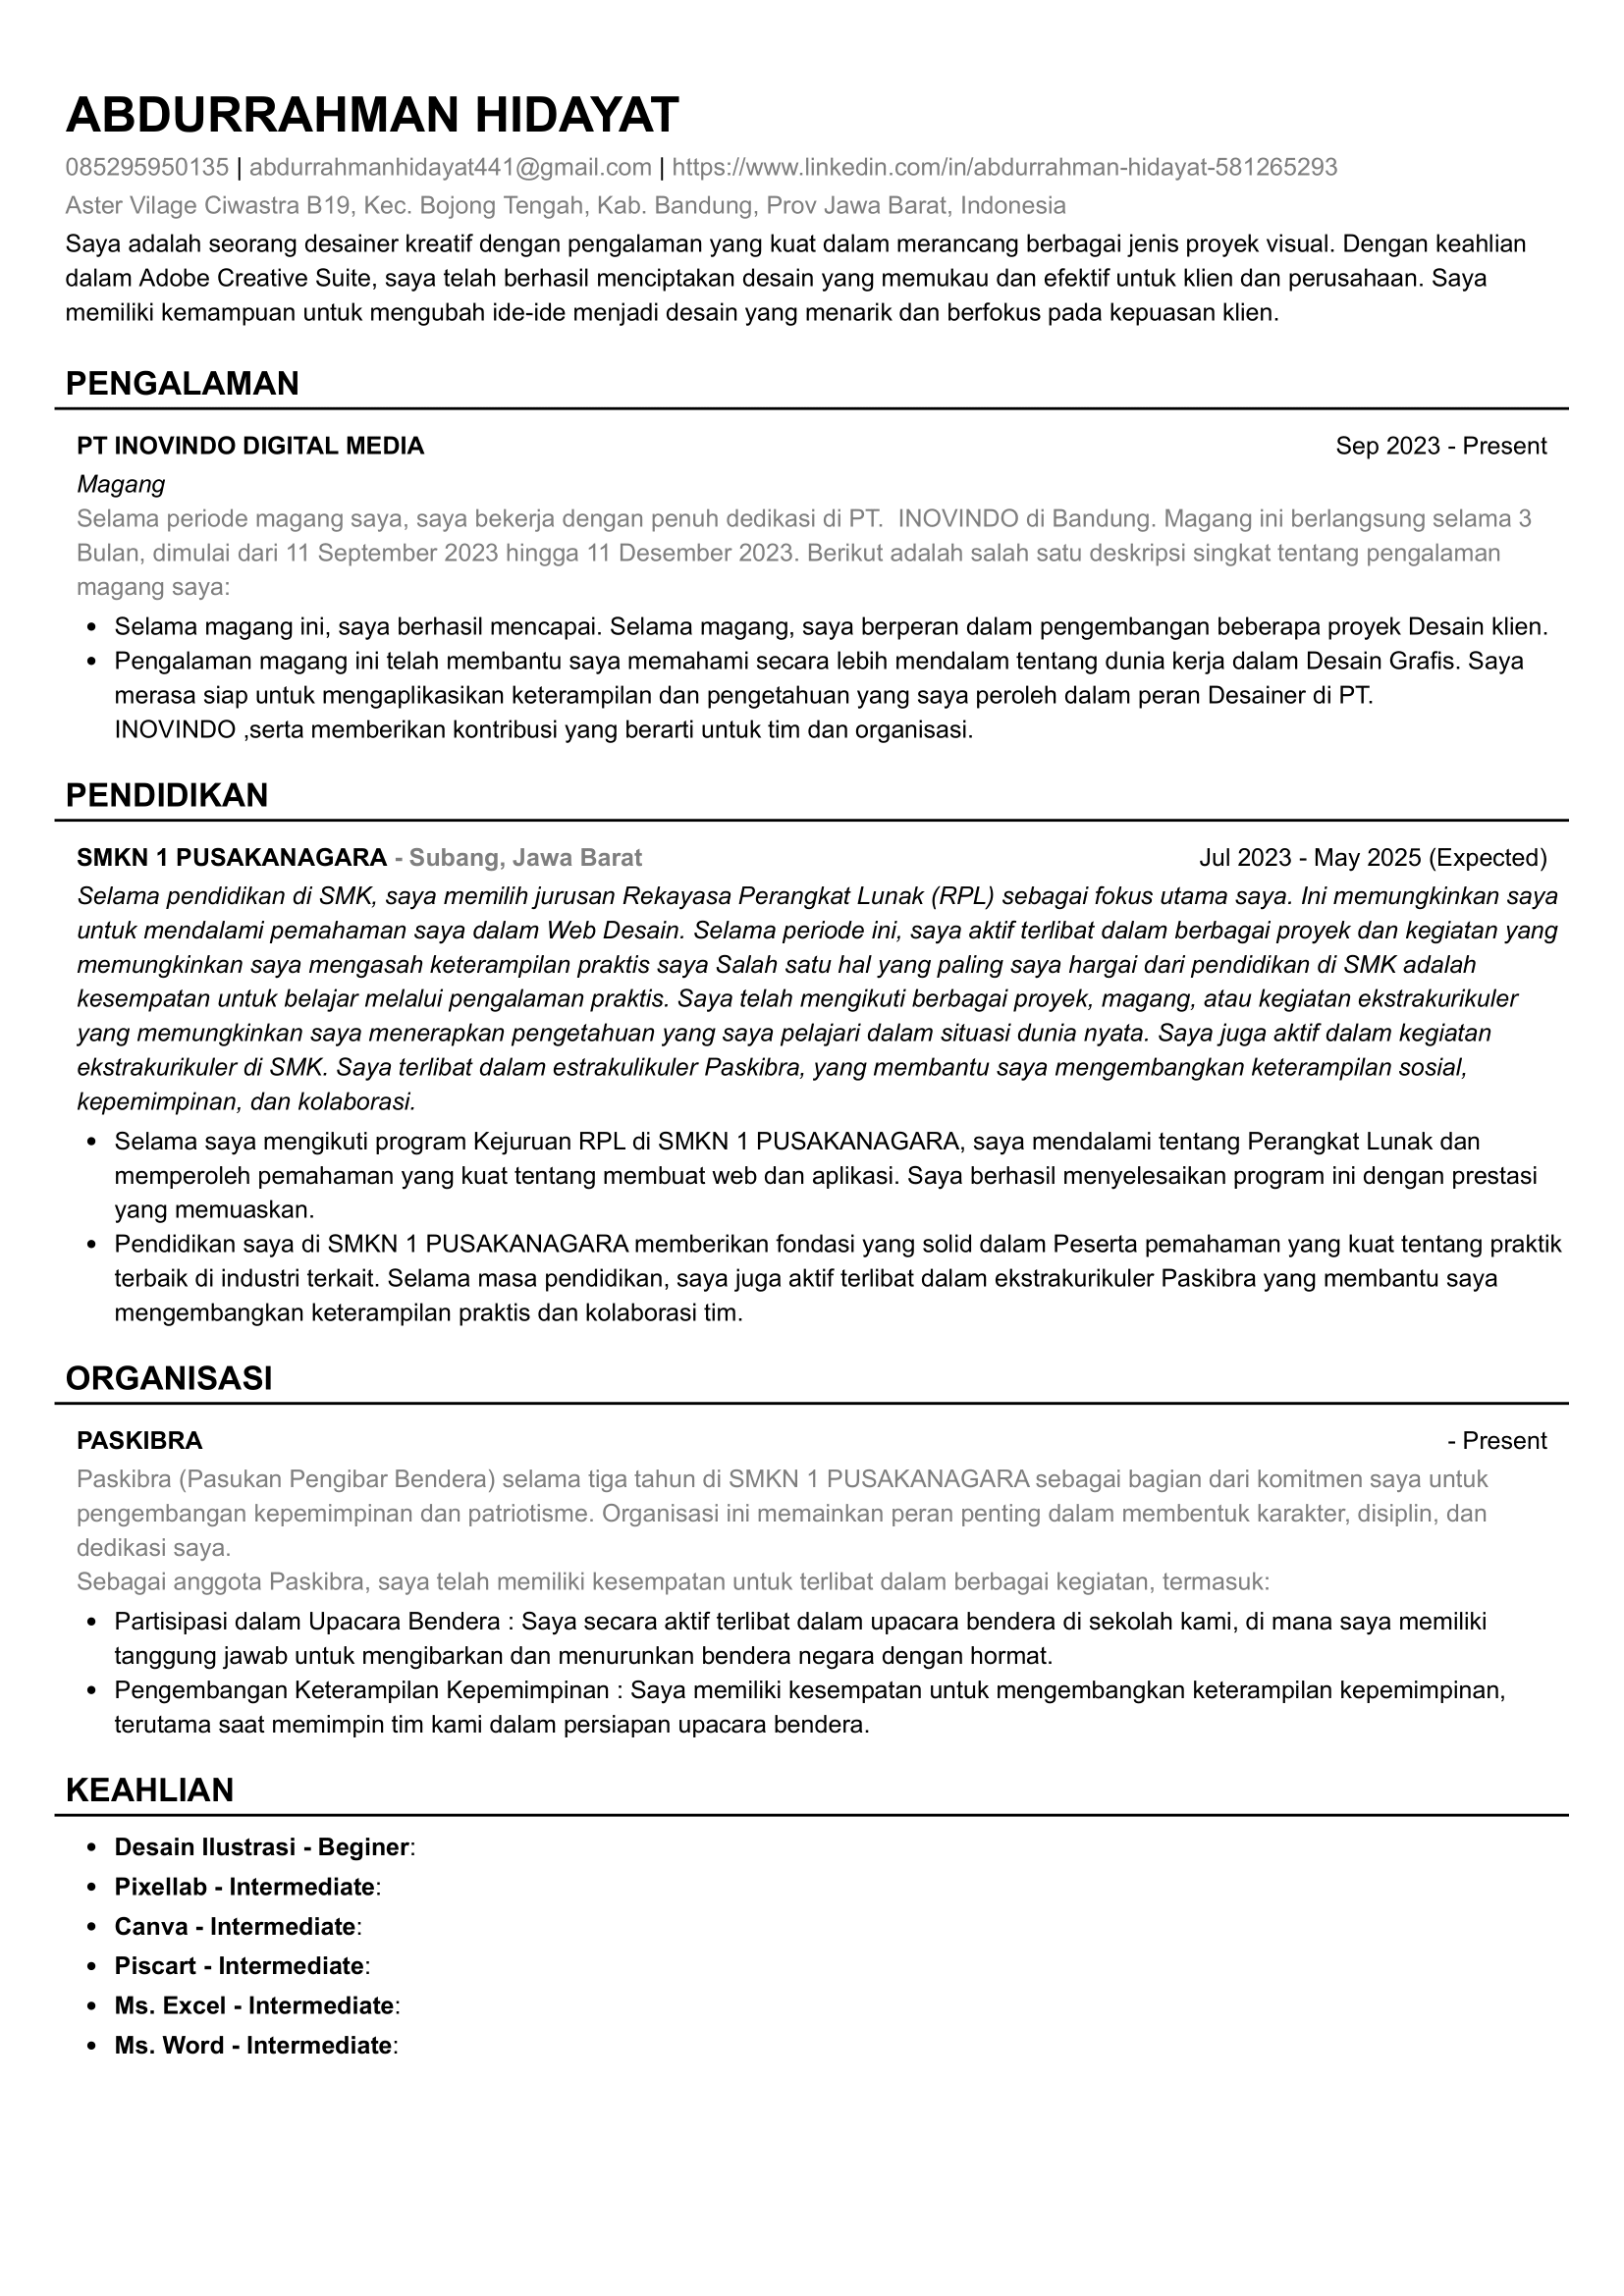 ABDURRAHMAN HIDAYAT
085295950135 | abdurrahmanhidayat441@gmail.com | https://www.linkedin.com/in/abdurrahman-hidayat-581265293
Aster Vilage Ciwastra B19, Kec. Bojong Tengah, Kab. Bandung, Prov Jawa Barat, Indonesia
Saya adalah seorang desainer kreatif dengan pengalaman yang kuat dalam merancang berbagai jenis proyek visual. Dengan keahlian
dalam Adobe Creative Suite, saya telah berhasil menciptakan desain yang memukau dan efektif untuk klien dan perusahaan. Saya
memiliki kemampuan untuk mengubah ide-ide menjadi desain yang menarik dan berfokus pada kepuasan klien.
PENGALAMAN
PT INOVINDO DIGITAL MEDIA Sep 2023 - Present
Magang
Selama periode magang saya, saya bekerja dengan penuh dedikasi di PT.  INOVINDO di Bandung. Magang ini berlangsung selama 3
Bulan, dimulai dari 11 September 2023 hingga 11 Desember 2023. Berikut adalah salah satu deskripsi singkat tentang pengalaman
magang saya:
• Selama magang ini, saya berhasil mencapai. Selama magang, saya berperan dalam pengembangan beberapa proyek Desain klien.
• Pengalaman magang ini telah membantu saya memahami secara lebih mendalam tentang dunia kerja dalam Desain Grafis. Saya
merasa siap untuk mengaplikasikan keterampilan dan pengetahuan yang saya peroleh dalam peran Desainer di PT.
INOVINDO ,serta memberikan kontribusi yang berarti untuk tim dan organisasi.
PENDIDIKAN
SMKN 1 PUSAKANAGARA - Subang, Jawa Barat Jul 2023 - May 2025 (Expected)
Selama pendidikan di SMK, saya memilih jurusan Rekayasa Perangkat Lunak (RPL) sebagai fokus utama saya. Ini memungkinkan saya
untuk mendalami pemahaman saya dalam Web Desain. Selama periode ini, saya aktif terlibat dalam berbagai proyek dan kegiatan yang
memungkinkan saya mengasah keterampilan praktis saya Salah satu hal yang paling saya hargai dari pendidikan di SMK adalah
kesempatan untuk belajar melalui pengalaman praktis. Saya telah mengikuti berbagai proyek, magang, atau kegiatan ekstrakurikuler
yang memungkinkan saya menerapkan pengetahuan yang saya pelajari dalam situasi dunia nyata. Saya juga aktif dalam kegiatan
ekstrakurikuler di SMK. Saya terlibat dalam estrakulikuler Paskibra, yang membantu saya mengembangkan keterampilan sosial,
kepemimpinan, dan kolaborasi.
• Selama saya mengikuti program Kejuruan RPL di SMKN 1 PUSAKANAGARA, saya mendalami tentang Perangkat Lunak dan
memperoleh pemahaman yang kuat tentang membuat web dan aplikasi. Saya berhasil menyelesaikan program ini dengan prestasi
yang memuaskan.
• Pendidikan saya di SMKN 1 PUSAKANAGARA memberikan fondasi yang solid dalam Peserta pemahaman yang kuat tentang praktik
terbaik di industri terkait. Selama masa pendidikan, saya juga aktif terlibat dalam ekstrakurikuler Paskibra yang membantu saya
mengembangkan keterampilan praktis dan kolaborasi tim.
ORGANISASI
PASKIBRA - Present
Paskibra (Pasukan Pengibar Bendera) selama tiga tahun di SMKN 1 PUSAKANAGARA sebagai bagian dari komitmen saya untuk
pengembangan kepemimpinan dan patriotisme. Organisasi ini memainkan peran penting dalam membentuk karakter, disiplin, dan
dedikasi saya.
Sebagai anggota Paskibra, saya telah memiliki kesempatan untuk terlibat dalam berbagai kegiatan, termasuk:
• Partisipasi dalam Upacara Bendera : Saya secara aktif terlibat dalam upacara bendera di sekolah kami, di mana saya memiliki
tanggung jawab untuk mengibarkan dan menurunkan bendera negara dengan hormat.
• Pengembangan Keterampilan Kepemimpinan : Saya memiliki kesempatan untuk mengembangkan keterampilan kepemimpinan,
terutama saat memimpin tim kami dalam persiapan upacara bendera.
KEAHLIAN
• Desain Ilustrasi - Beginer:
• Pixellab - Intermediate:
• Canva - Intermediate:
• Piscart - Intermediate:
• Ms. Excel - Intermediate:
• Ms. Word - Intermediate: